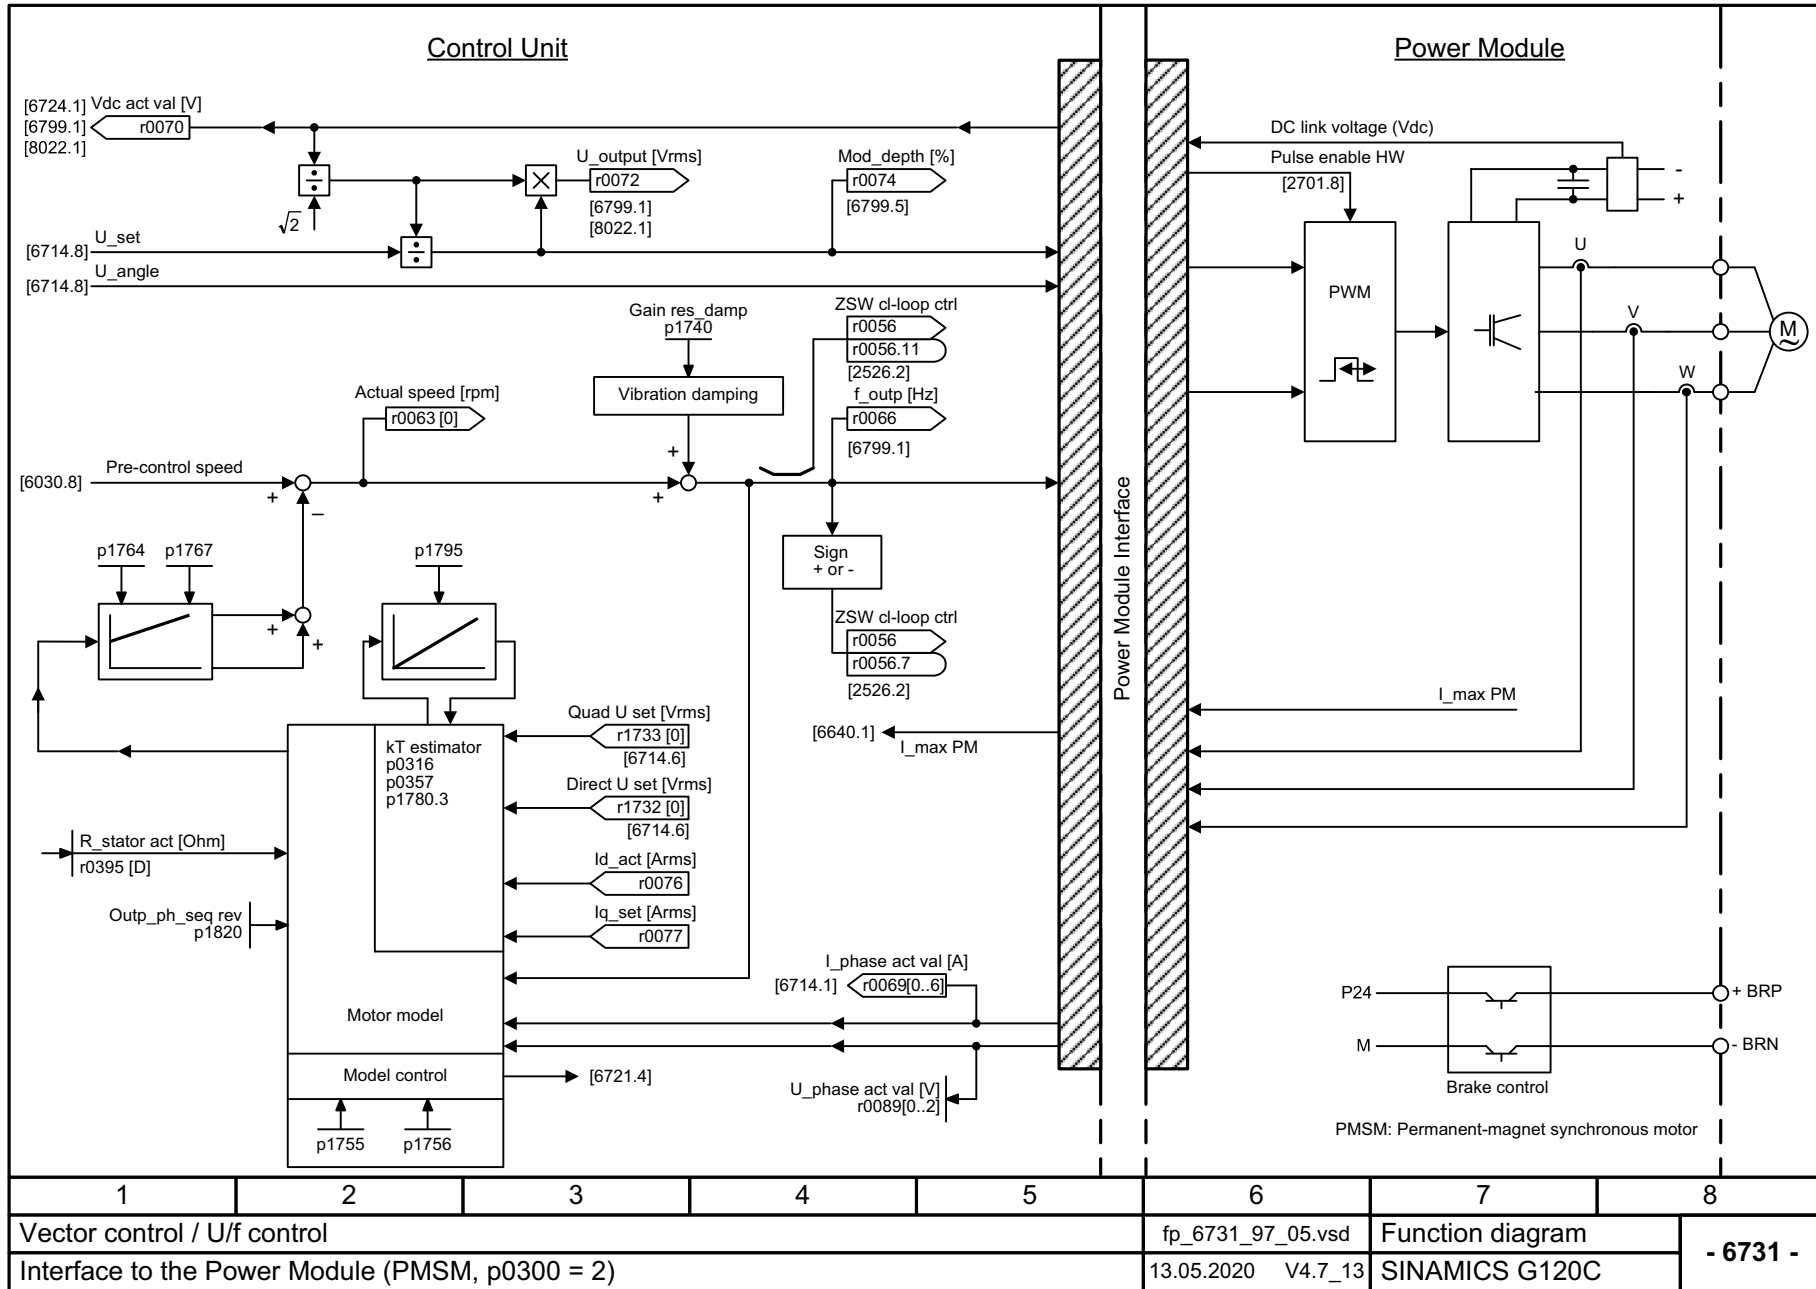 Control Unit
Power Module
[6724.1] Vdc act val [V]
[6799.1] r0070
[8022.1]
÷
√2
×
U_output [Vrms]
r0072
[6799.1]
[8022.1]
Mod_depth [%]
r0074
[6799.5]
U_set
[6714.8]
÷
U_angle
[6714.8]
Gain res_damp
p1740
Vibration damping
ZSW cl-loop ctrl
r0056
r0056.11
[2526.2]
f_outp [Hz]
r0066
[6799.1]
Actual speed [rpm]
r0063 [0]
Pre-control speed
[6030.8]
+
–
+
+
p1764 p1767
p1795
+
+
Sign
+ or -
ZSW cl-loop ctrl
r0056
r0056.7
[2526.2]
kT estimator
p0316
p0357
p1780.3
Quad U set [Vrms]
r1733 [0]
[6714.6]
Direct U set [Vrms]
r1732 [0]
[6714.6]
Id_act [Arms]
r0076
Iq_set [Arms]
r0077
[6640.1]
I_max PM
R_stator act [Ohm]
r0395 [D]
Outp_ph_seq rev
p1820
I_phase act val [A]
[6714.1] r0069[0..6]
Motor model
Model control
[6721.4]
U_phase act val [V]
r0089[0..2]
p1755 p1756
Power Module Interface
DC link voltage (Vdc)
Pulse enable HW
[2701.8]
-
+
PWM
U
V
W
M
~
I_max PM
P24
M
+ BRP
- BRN
Brake control
PMSM: Permanent-magnet synchronous motor
1 2 3 4 5 6 7 8
Vector control / U/f control
fp_6731_97_05.vsd
Function diagram
- 6731 -
Interface to the Power Module (PMSM, p0300 = 2)
13.05.2020 V4.7_13
SINAMICS G120C